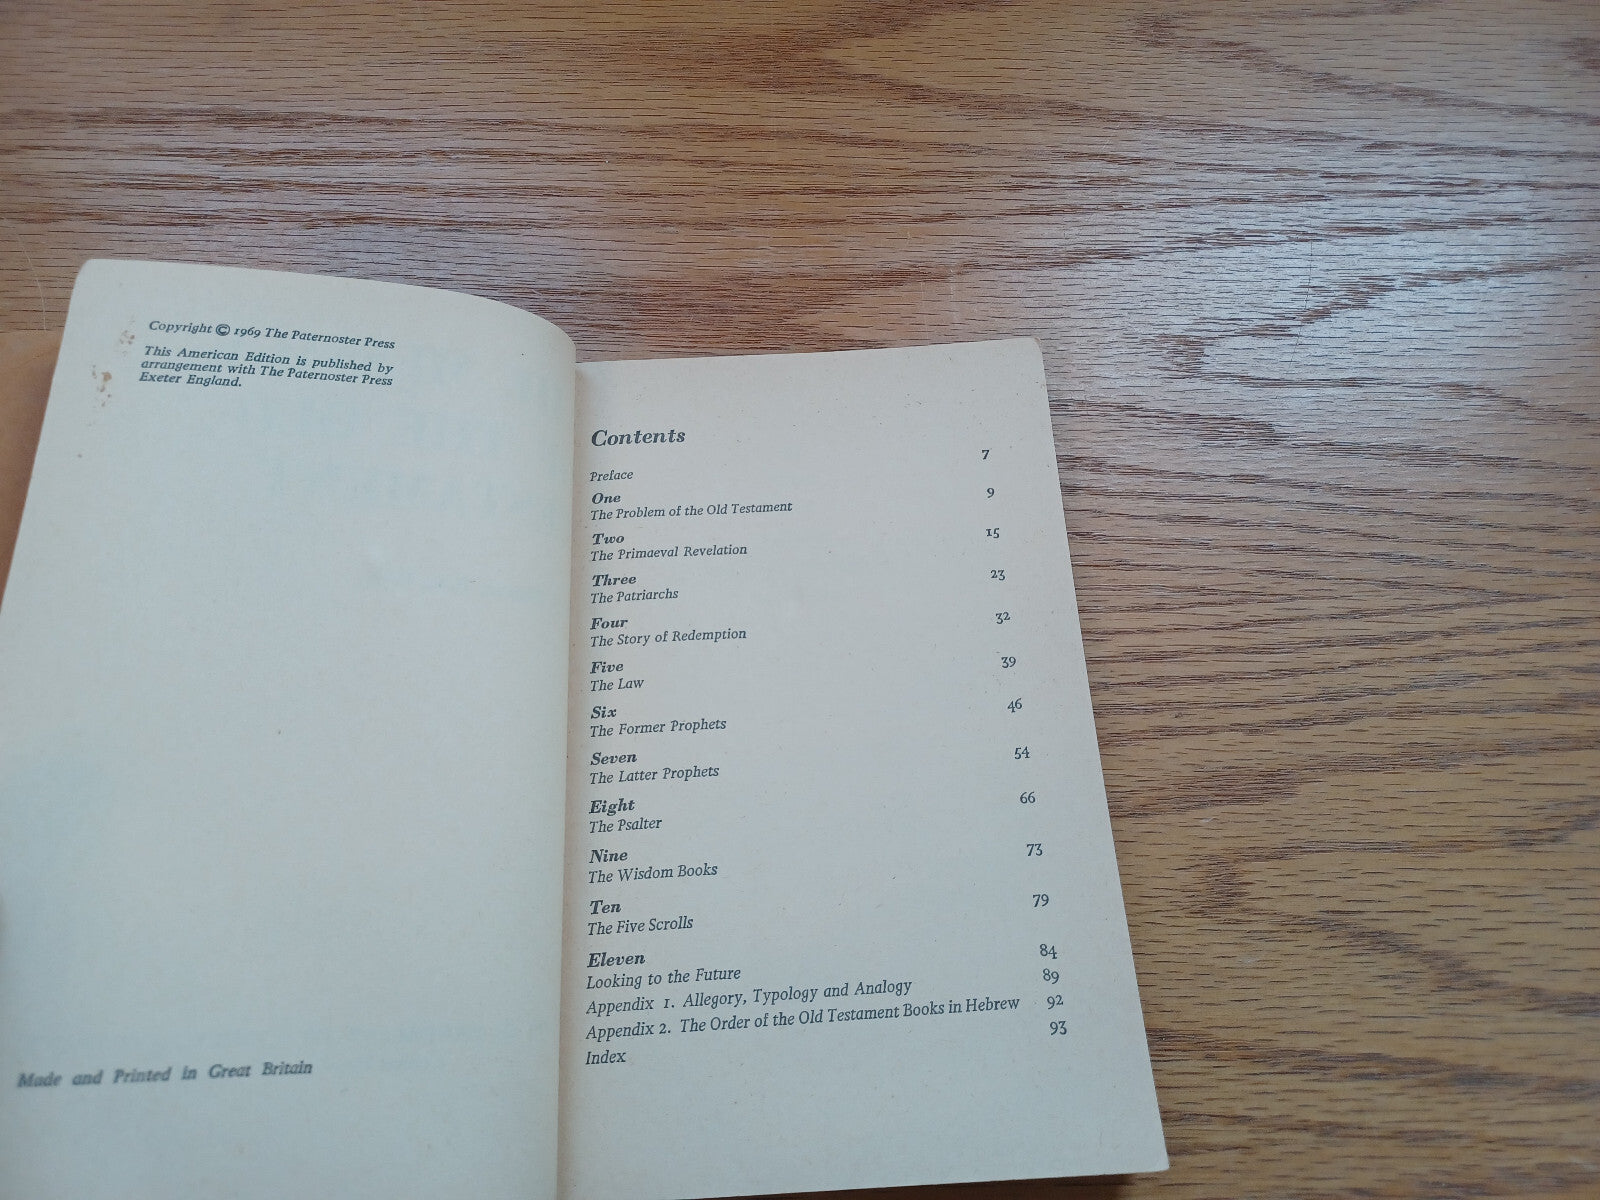 Copyright © 1969 The Paternoster Press
This American Edition is published by
arrangement with The Paternoster Press
Exeter England.
Made and Printed in Great Britain
Contents
Preface 7
One
The Problem of the Old Testament 9
Two
The Primaeval Revelation 15
Three
The Patriarchs 23
Four
The Story of Redemption 32
Five
The Law 39
Six
The Former Prophets 46
Seven
The Latter Prophets 54
Eight
The Psalter 66
Nine
The Wisdom Books 73
Ten
The Five Scrolls 79
Eleven
Looking to the Future 84
Appendix 1. Allegory, Typology and Analogy 89
Appendix 2. The Order of the Old Testament Books in Hebrew 92
Index 93